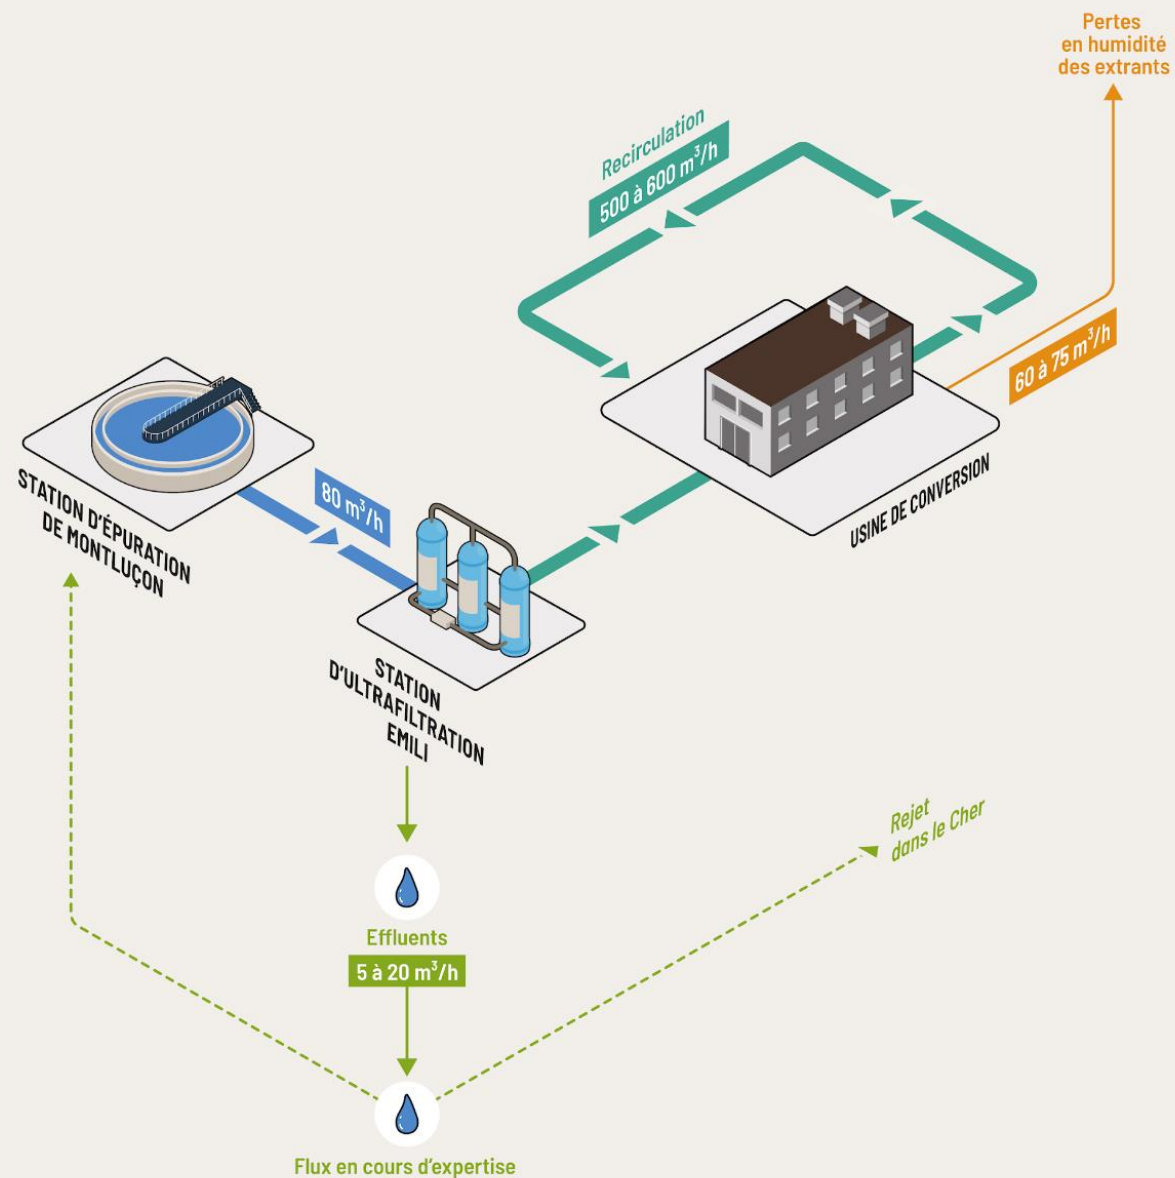 Pertes
en humidité
des extrants
Recirculation
500 à 600 m³/h
60 à 75 m³/h
USINE DE CONVERSION
80 m³/h
STATION D'ÉPURATION
DE MONTLUÇON
STATION
D'ULTRAFILTRATION
EMILI
Effluents
5 à 20 m³/h
Rejet
dans le Cher
Flux en cours d'expertise